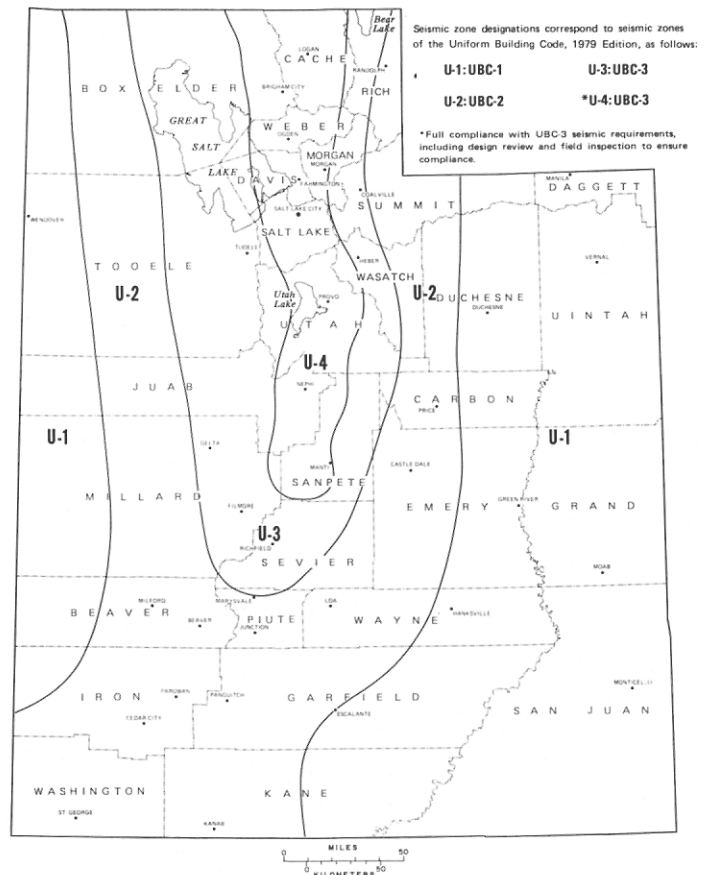 Bear
Lake
Seismic zone designations correspond to seismic zones
of the Uniform Building Code, 1979 Edition, as follows:
U-1:UBC-1 U-3:UBC-3
U-2:UBC-2 *U-4:UBC-3
*Full compliance with UBC-3 seismic requirements,
including design review and field inspection to ensure
compliance.
LOGAN
CACHE
RANDOLPH
RICH
BOX ELDER
BRIGHAM CITY
GREAT
SALT
LAKE
WEBER
OGDEN
MORGAN
MORGAN
DAVIS
FARMINGTON
COALVILLE
SUMMIT
MANILA
DAGGETT
WENDOVER
SALT LAKE CITY
SALT LAKE
TOOELE
HEBER
VERNAL
TOOELE
WASATCH
U-2
U-2
Utah
Lake
PROVO
DUCHESNE
DUCHESNE
UINTAH
UTAH
U-4
JUAB
NEPHI
CARBON
PRICE
U-1
U-1
DELTA
MANTI
CASTLE DALE
SANPETE
MILLARD
FILLMORE
EMERY
GREEN RIVER
GRAND
U-3
RICHFIELD
SEVIER
MOAB
BEAVER
MILFORD
BEAVER
MARYSVALE
PIUTE
JUNCTION
LOA
WAYNE
HANKSVILLE
IRON
PAROWAN
PANGUITCH
GARFIELD
MONTICELLO
CEDAR CITY
ESCALANTE
SAN JUAN
WASHINGTON
ST GEORGE
KANE
KANAB
MILES
0 50
0 50
KILOMETERS